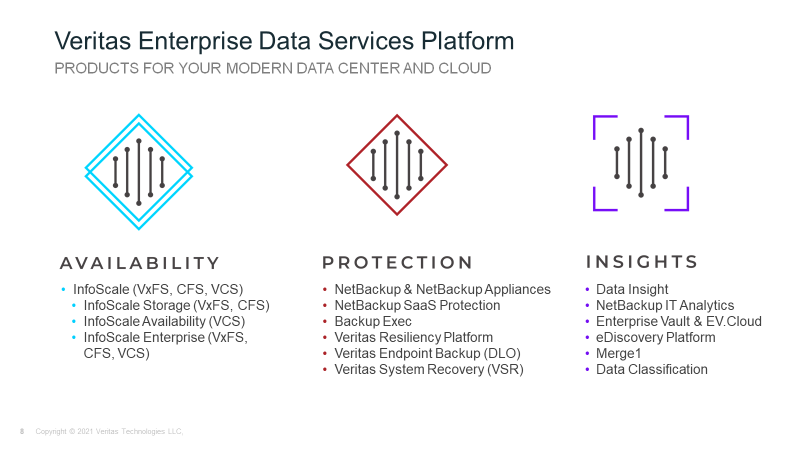 Veritas Enterprise Data Services Platform
PRODUCTS FOR YOUR MODERN DATA CENTER AND CLOUD
AVAILABILITY
• InfoScale (VxFS, CFS, VCS)
• InfoScale Storage (VxFS, CFS)
• InfoScale Availability (VCS)
• InfoScale Enterprise (VxFS,
CFS, VCS)
PROTECTION
• NetBackup & NetBackup Appliances
• NetBackup SaaS Protection
• Backup Exec
• Veritas Resiliency Platform
• Veritas Endpoint Backup (DLO)
• Veritas System Recovery (VSR)
INSIGHTS
• Data Insight
• NetBackup IT Analytics
• Enterprise Vault & EV.Cloud
• eDiscovery Platform
• Merge1
• Data Classification
8 Copyright © 2021 Veritas Technologies LLC.